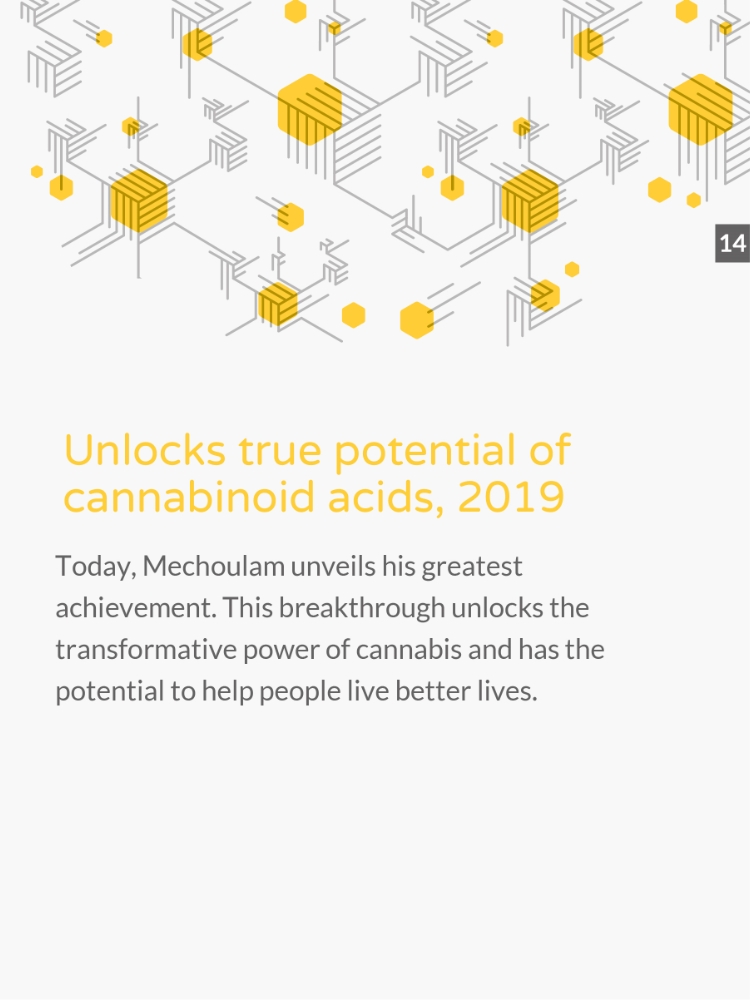 14
Unlocks true potential of
cannabinoid acids, 2019
Today, Mechoulam unveils his greatest
achievement. This breakthrough unlocks the
transformative power of cannabis and has the
potential to help people live better lives.